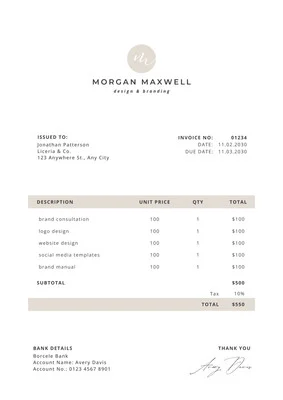 m
MORGAN MAXWELL
design & branding
ISSUED TO:
Jonathan Patterson
Liceria & Co.
123 Anywhere St., Any City
INVOICE NO: 01234
DATE: 11.02.2030
DUE DATE: 11.03.2030
DESCRIPTION UNIT PRICE QTY TOTAL
brand consultation 100 1 $100
logo design 100 1 $100
website design 100 1 $100
social media templates 100 1 $100
brand manual 100 1 $100
SUBTOTAL $500
Tax 10%
TOTAL $550
BANK DETAILS
Borcele Bank
Account Name: Avery Davis
Account No.: 0123 4567 8901
THANK YOU
Avery Davis